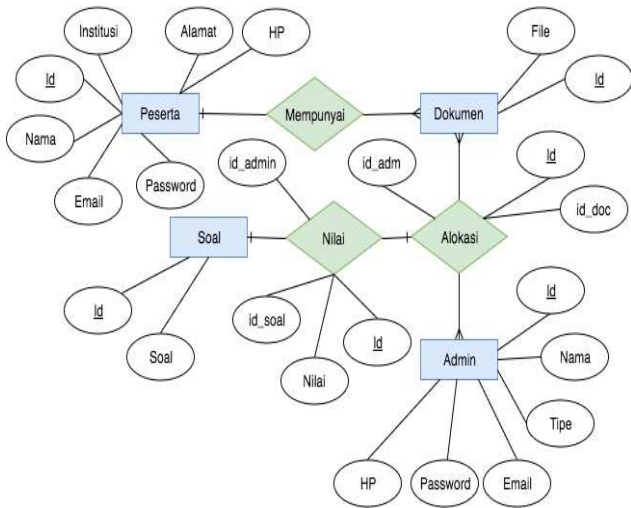 Institusi
Alamat
HP
File
Id
Id
Peserta
Mempunyai
Dokumen
Nama
id_admin
id_adm
Id
Email
Password
id_doc
Soal
Nilai
Alokasi
Id
Id
id_soal
Id
Soal
Nilai
Admin
Nama
Tipe
HP
Password
Email